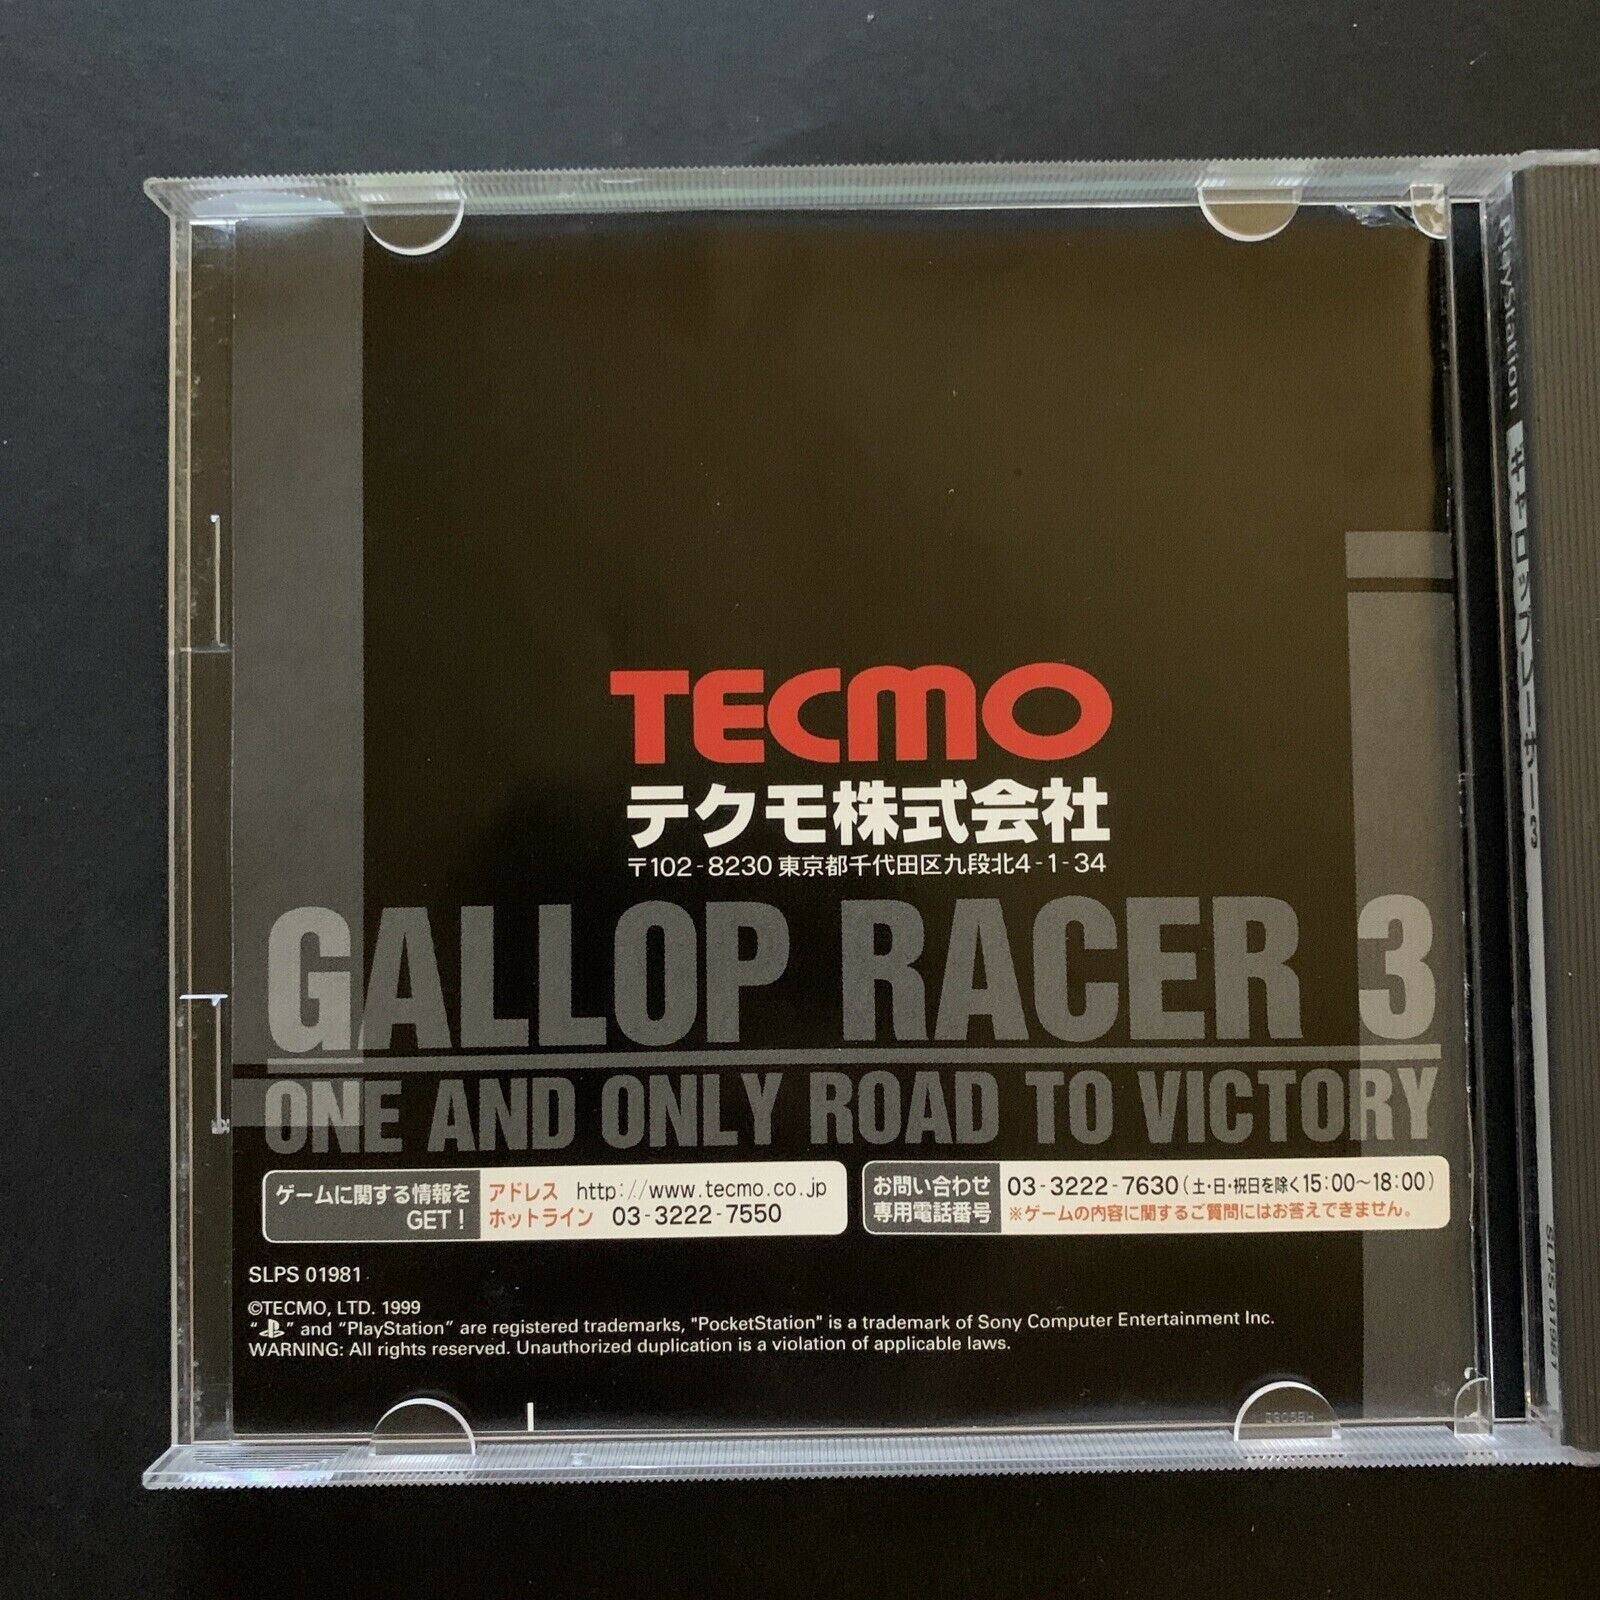 TECMO
テクモ株式会社
〒102-8230 東京都千代田区九段北4-1-34
GALLOP RACER 3
ONE AND ONLY ROAD TO VICTORY
ゲームに関する情報を
GET!
アドレス http://www.tecmo.co.jp
ホットライン 03-3222-7550
お問い合わせ
専用電話番号
03-3222-7630(土・日・祝日を除く15:00～18:00)
※ゲームの内容に関するご質問にはお答えできません。
SLPS 01981
©TECMO, LTD. 1999
“ ” and “PlayStation” are registered trademarks, "PocketStation" is a trademark of Sony Computer Entertainment Inc.
WARNING: All rights reserved. Unauthorized duplication is a violation of applicable laws.
PlayStation
ギャロップレーサー3
SLPS 01981